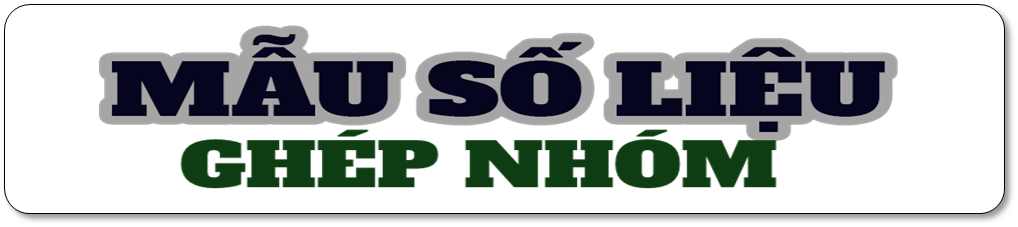 MẪU SỐ LIỆU
GHÉP NHÓM